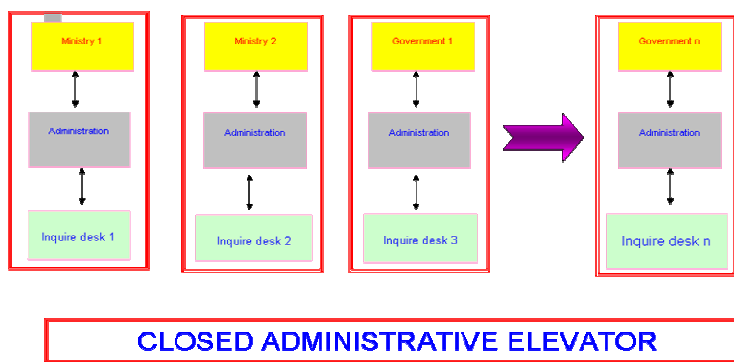 Ministry 1
Ministry 2
Government 1
Government n
Administration
Administration
Administration
Administration
Inquire desk 1
Inquire desk 2
Inquire desk 3
Inquire desk n
CLOSED ADMINISTRATIVE ELEVATOR